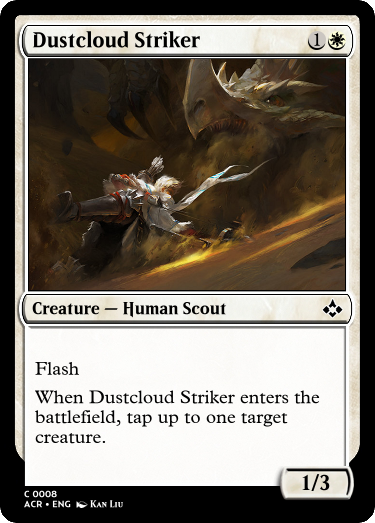 Dustcloud Striker 1
Creature — Human Scout
Flash
When Dustcloud Striker enters the
battlefield, tap up to one target
creature.
1/3
C 0008
ACR • ENG Kan Liu